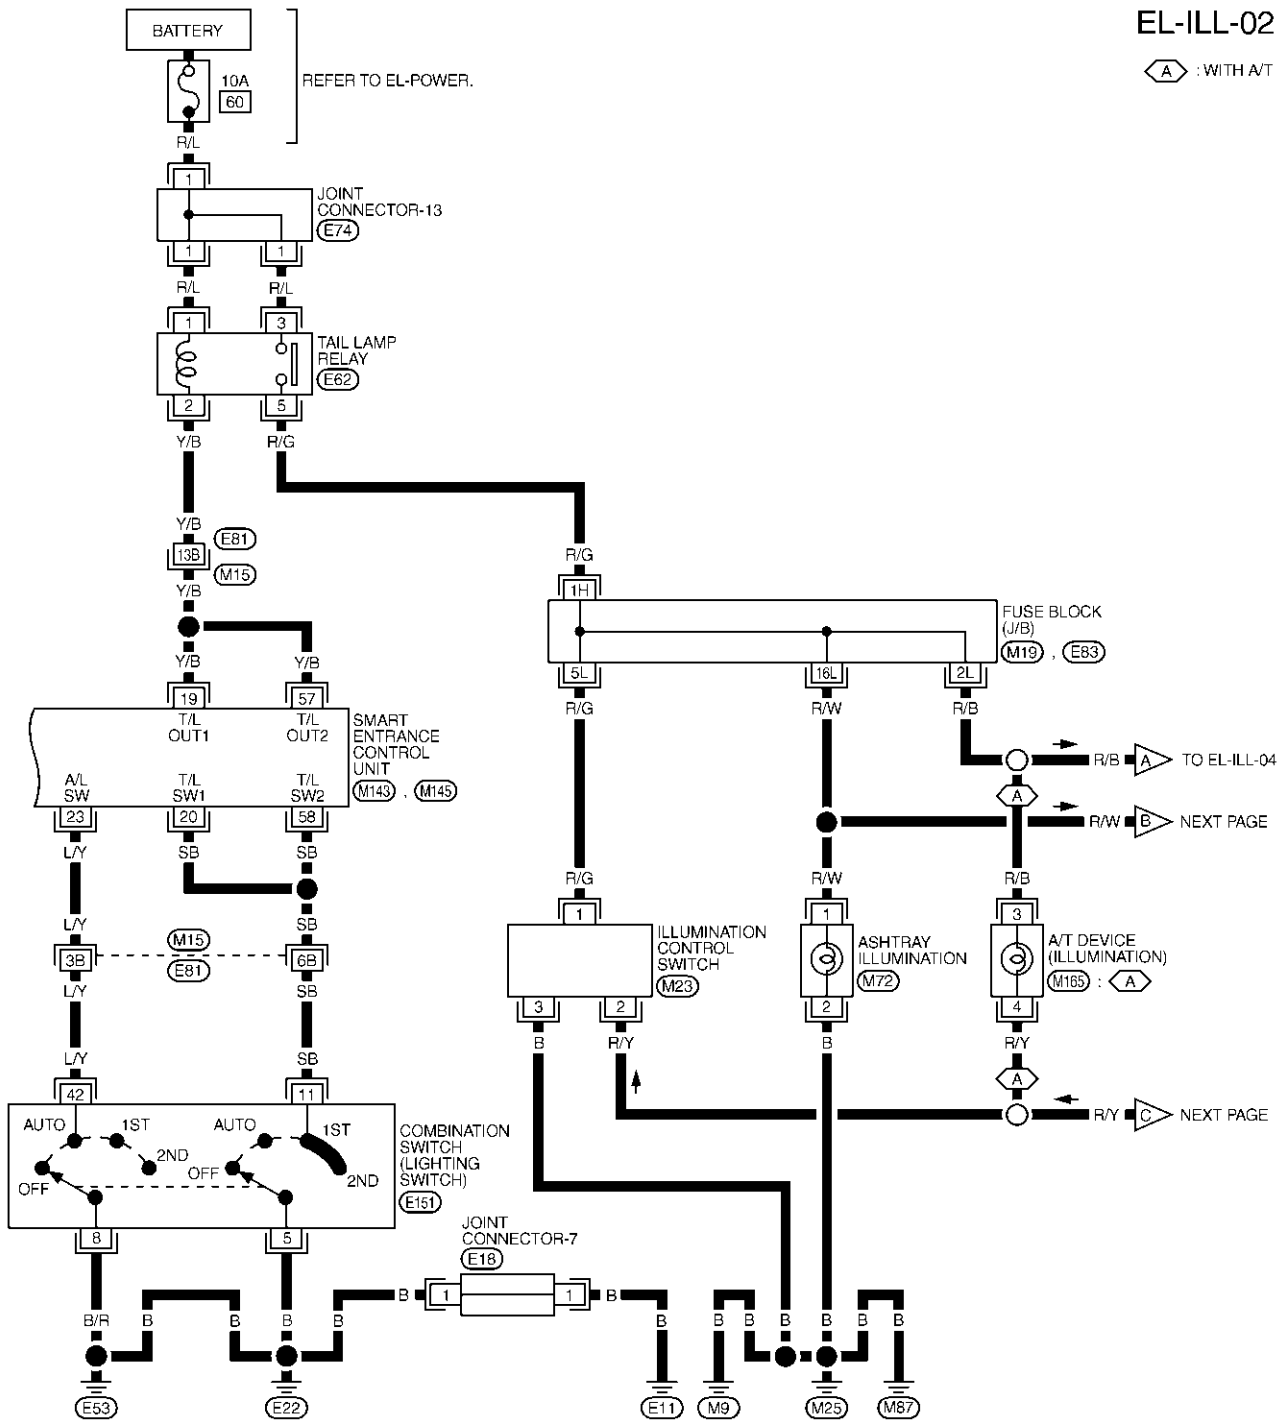 EL-ILL-02
A : WITH A/T
BATTERY
10A
60
REFER TO EL-POWER.
R/L
1
JOINT
CONNECTOR-13
E74
1 1
R/L R/L
1 3
TAIL LAMP
RELAY
E62
2 5
Y/B R/G
Y/B
E81
13B
M15
Y/B
R/G
1H
FUSE BLOCK
(J/B)
M19 , E83
5L 16L 2L
R/G R/W R/B
Y/B Y/B
19 57
T/L
OUT1
T/L
OUT2
SMART
ENTRANCE
CONTROL
UNIT
M143 , M145
A/L
SW
T/L
SW1
T/L
SW2
23 20 58
L/Y SB SB
R/B A TO EL-ILL-04
A
R/W B NEXT PAGE
R/G R/W R/B
1 1 3
ILLUMINATION
CONTROL
SWITCH
M23
ASHTRAY
ILLUMINATION
M72
A/T DEVICE
(ILLUMINATION)
M165 : A
3 2 2 4
B R/Y B R/Y
A
R/Y C NEXT PAGE
L/Y SB
M15
3B 6B
E81
L/Y SB
L/Y SB
42 11
AUTO 1ST AUTO 1ST
2ND 2ND
OFF OFF
COMBINATION
SWITCH
(LIGHTING
SWITCH)
E151
8 5
JOINT
CONNECTOR-7
E18
B 1 1 B
B/R B B B B B B B B B B B
E53 E22 E11 M9 M25 M87